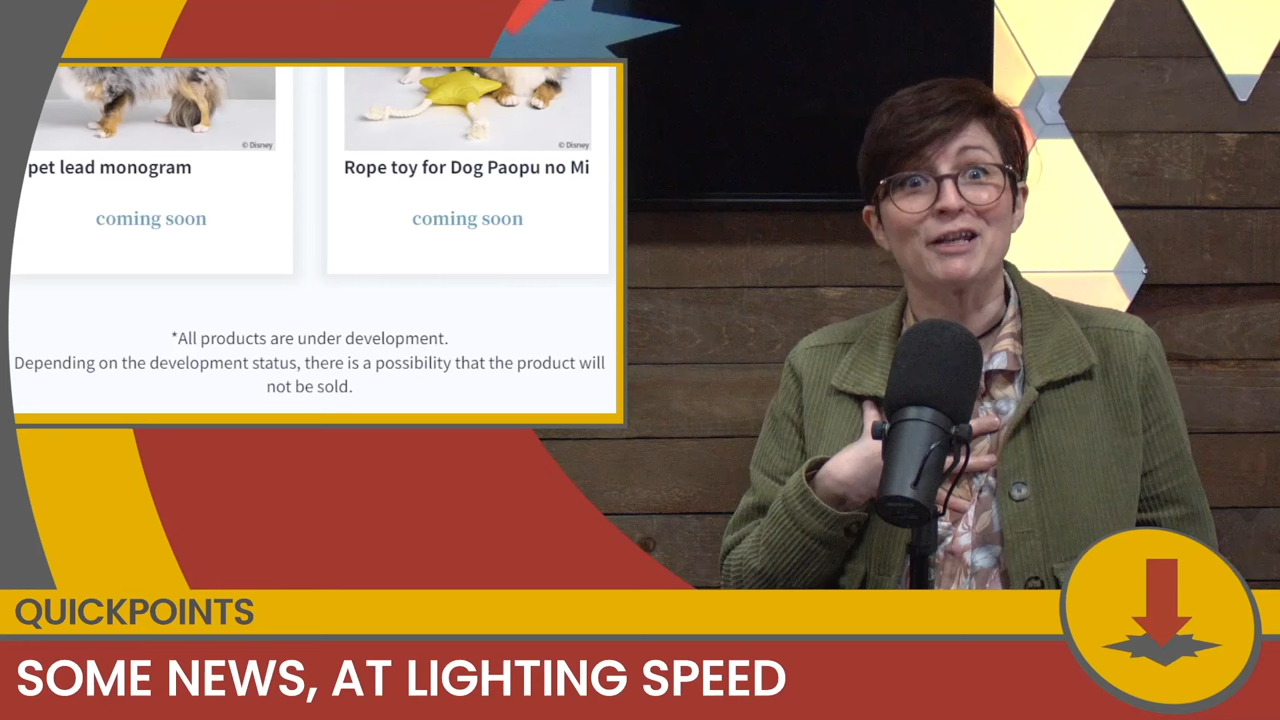 © Disney
© Disney
pet lead monogram
Rope toy for Dog Paopu no Mi
coming soon
coming soon
*All products are under development.
Depending on the development status, there is a possibility that the product will
not be sold.
QUICKPOINTS
SOME NEWS, AT LIGHTING SPEED